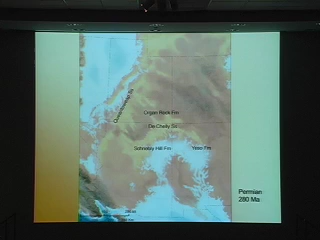 Organ Rock Fm
De Chelly Ss
Schnebly Hill Fm
Yeso Fm
Permian
280 Ma